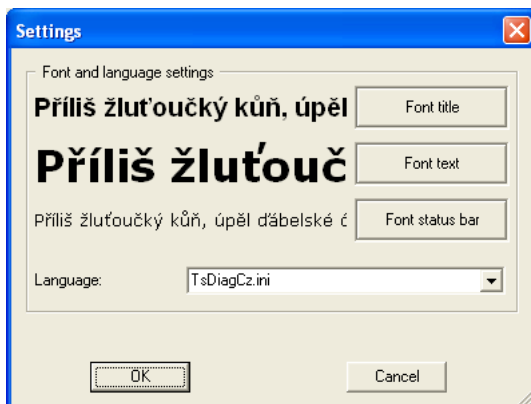 Settings
Font and language settings
Příliš žluťoučký kůň, úpěl
Font title
Příliš žluťouč
Font text
Příliš žluťoučký kůň, úpěl ďábelské
Font status bar
Language:
TsDiagCz.ini
OK
Cancel